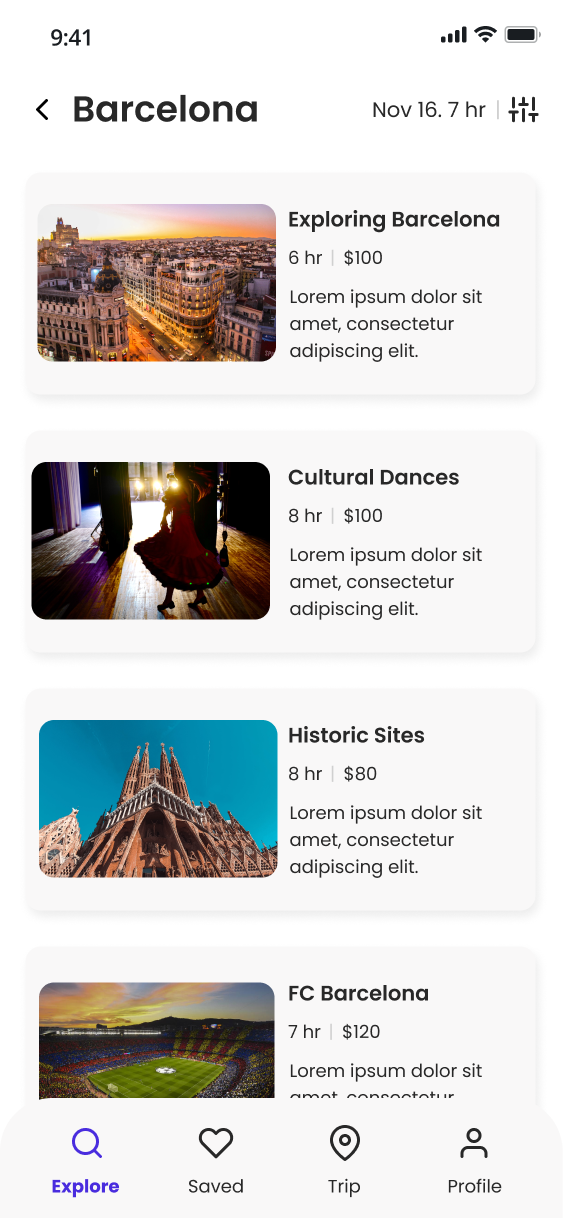 9:41
Barcelona
Nov 16. 7 hr
Exploring Barcelona
6 hr | $100
Lorem ipsum dolor sit
amet, consectetur
adipiscing elit.
Cultural Dances
8 hr | $100
Lorem ipsum dolor sit
amet, consectetur
adipiscing elit.
Historic Sites
8 hr | $80
Lorem ipsum dolor sit
amet, consectetur
adipiscing elit.
FC Barcelona
7 hr | $120
Lorem ipsum dolor sit
amet, consectetur
Explore
Saved
Trip
Profile